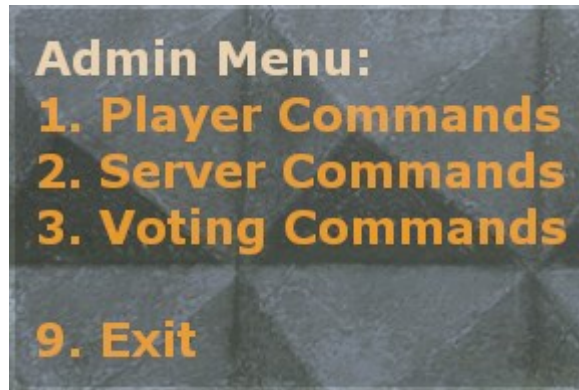 Admin Menu:
1. Player Commands
2. Server Commands
3. Voting Commands
9. Exit